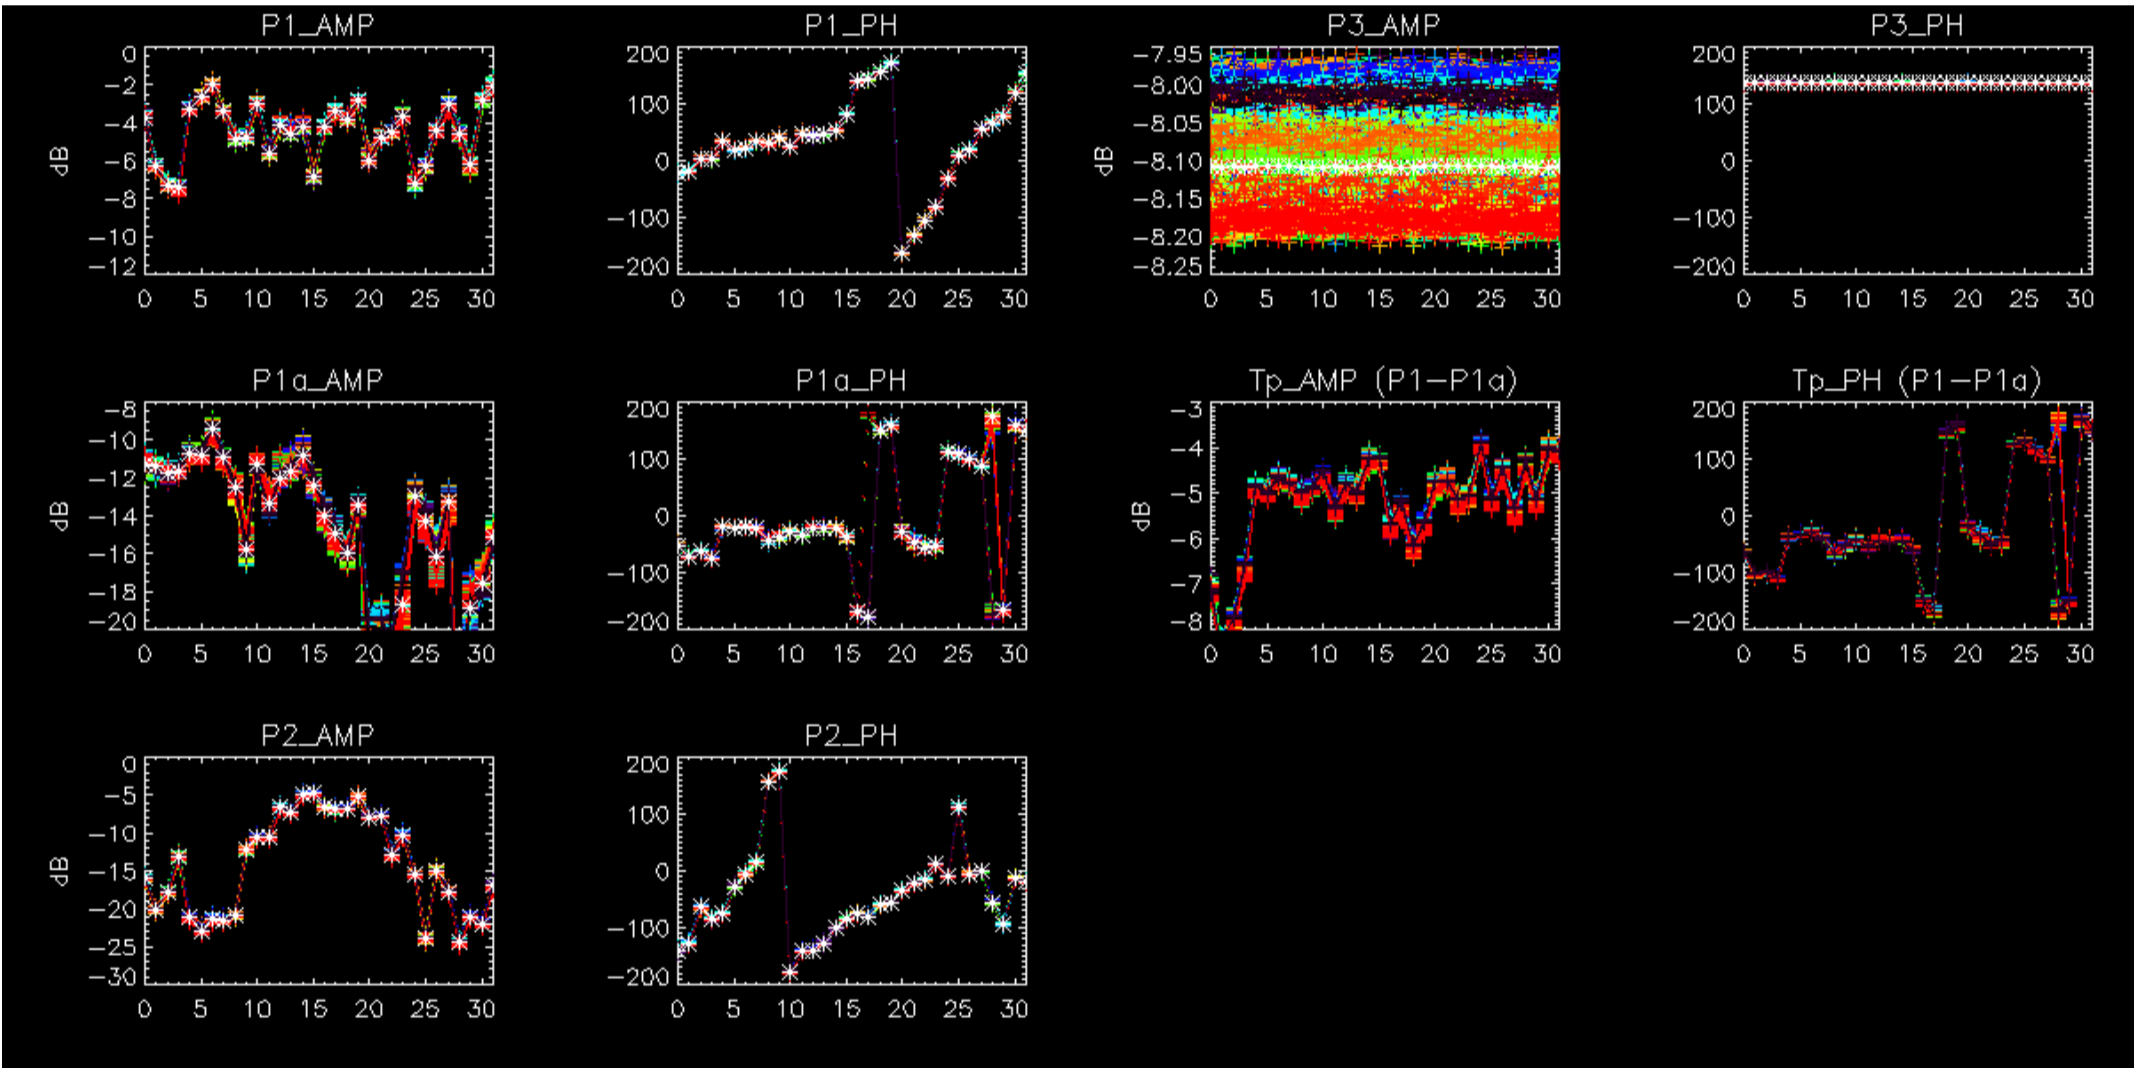 P1_AMP
P1_PH
P3_AMP
P3_PH
dB
0
-2
-4
-6
-8
-10
-12
0 5 10 15 20 25 30
200
100
0
-100
-200
0 5 10 15 20 25 30
dB
-7.95
-8.00
-8.05
-8.10
-8.15
-8.20
-8.25
0 5 10 15 20 25 30
200
100
0
-100
-200
0 5 10 15 20 25 30
P1a_AMP
P1a_PH
Tp_AMP (P1-P1a)
Tp_PH (P1-P1a)
dB
-8
-10
-12
-14
-16
-18
-20
0 5 10 15 20 25 30
200
100
0
-100
-200
0 5 10 15 20 25 30
dB
-3
-4
-5
-6
-7
-8
0 5 10 15 20 25 30
200
100
0
-100
-200
0 5 10 15 20 25 30
P2_AMP
P2_PH
dB
0
-5
-10
-15
-20
-25
-30
0 5 10 15 20 25 30
200
100
0
-100
-200
0 5 10 15 20 25 30